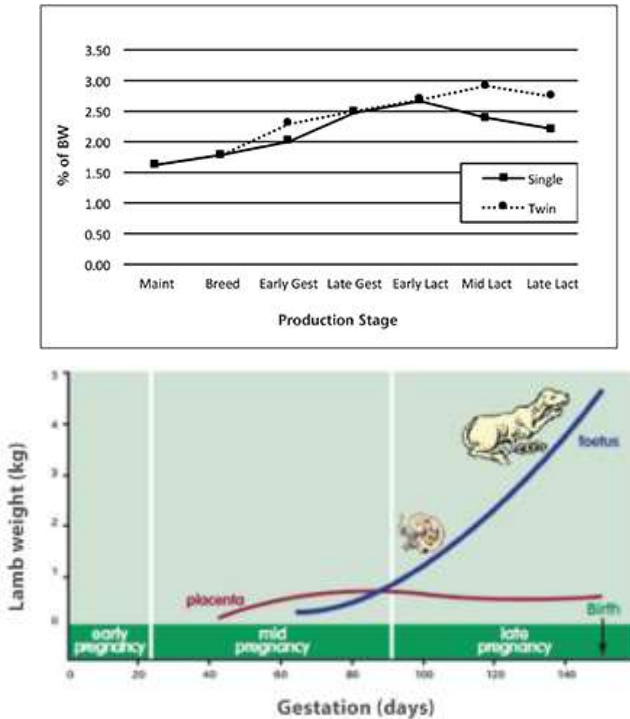 3.50
3.00
2.50
2.00
1.50
1.00
0.50
0.00
% of BW
Single
Twin
Maint Breed Early Gest Late Gest Early Lact Mid Lact Late Lact
Production Stage
5
4
3
2
1
0
Lamb weight (kg)
foetus
placenta
Birth
early pregnancy
mid pregnancy
late pregnancy
0 20 40 60 80 100 120 140
Gestation (days)